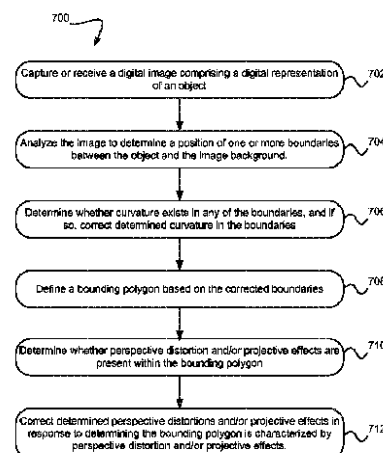 700
Capture or receive a digital image comprising a digital representation
of an object
702
Analyze the image to determine a position of one or more boundaries
between the object and the image background.
704
Determine whether curvature exists in any of the boundaries, and if
so, correct determined curvature in the boundaries
706
Define a bounding polygon based on the corrected boundaries
708
Determine whether perspective distortion and/or projective effects are
present within the bounding polygon
710
Correct determined perspective distortions and/or projective effects in
response to determining the bounding polygon is characterized by
perspective distortion and/or projective effects.
712